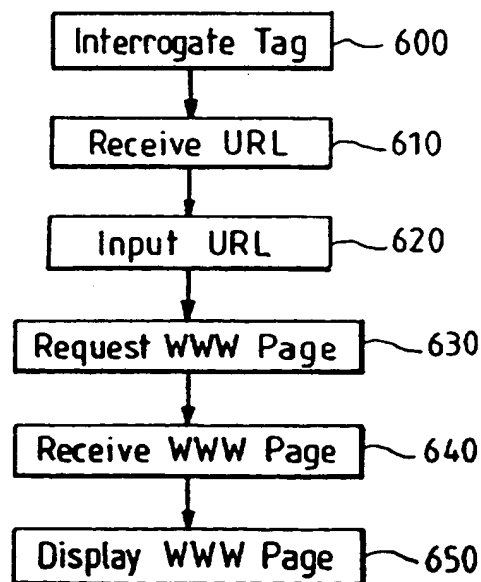 Interrogate Tag 600
Receive URL 610
Input URL 620
Request WWW Page 630
Receive WWW Page 640
Display WWW Page 650